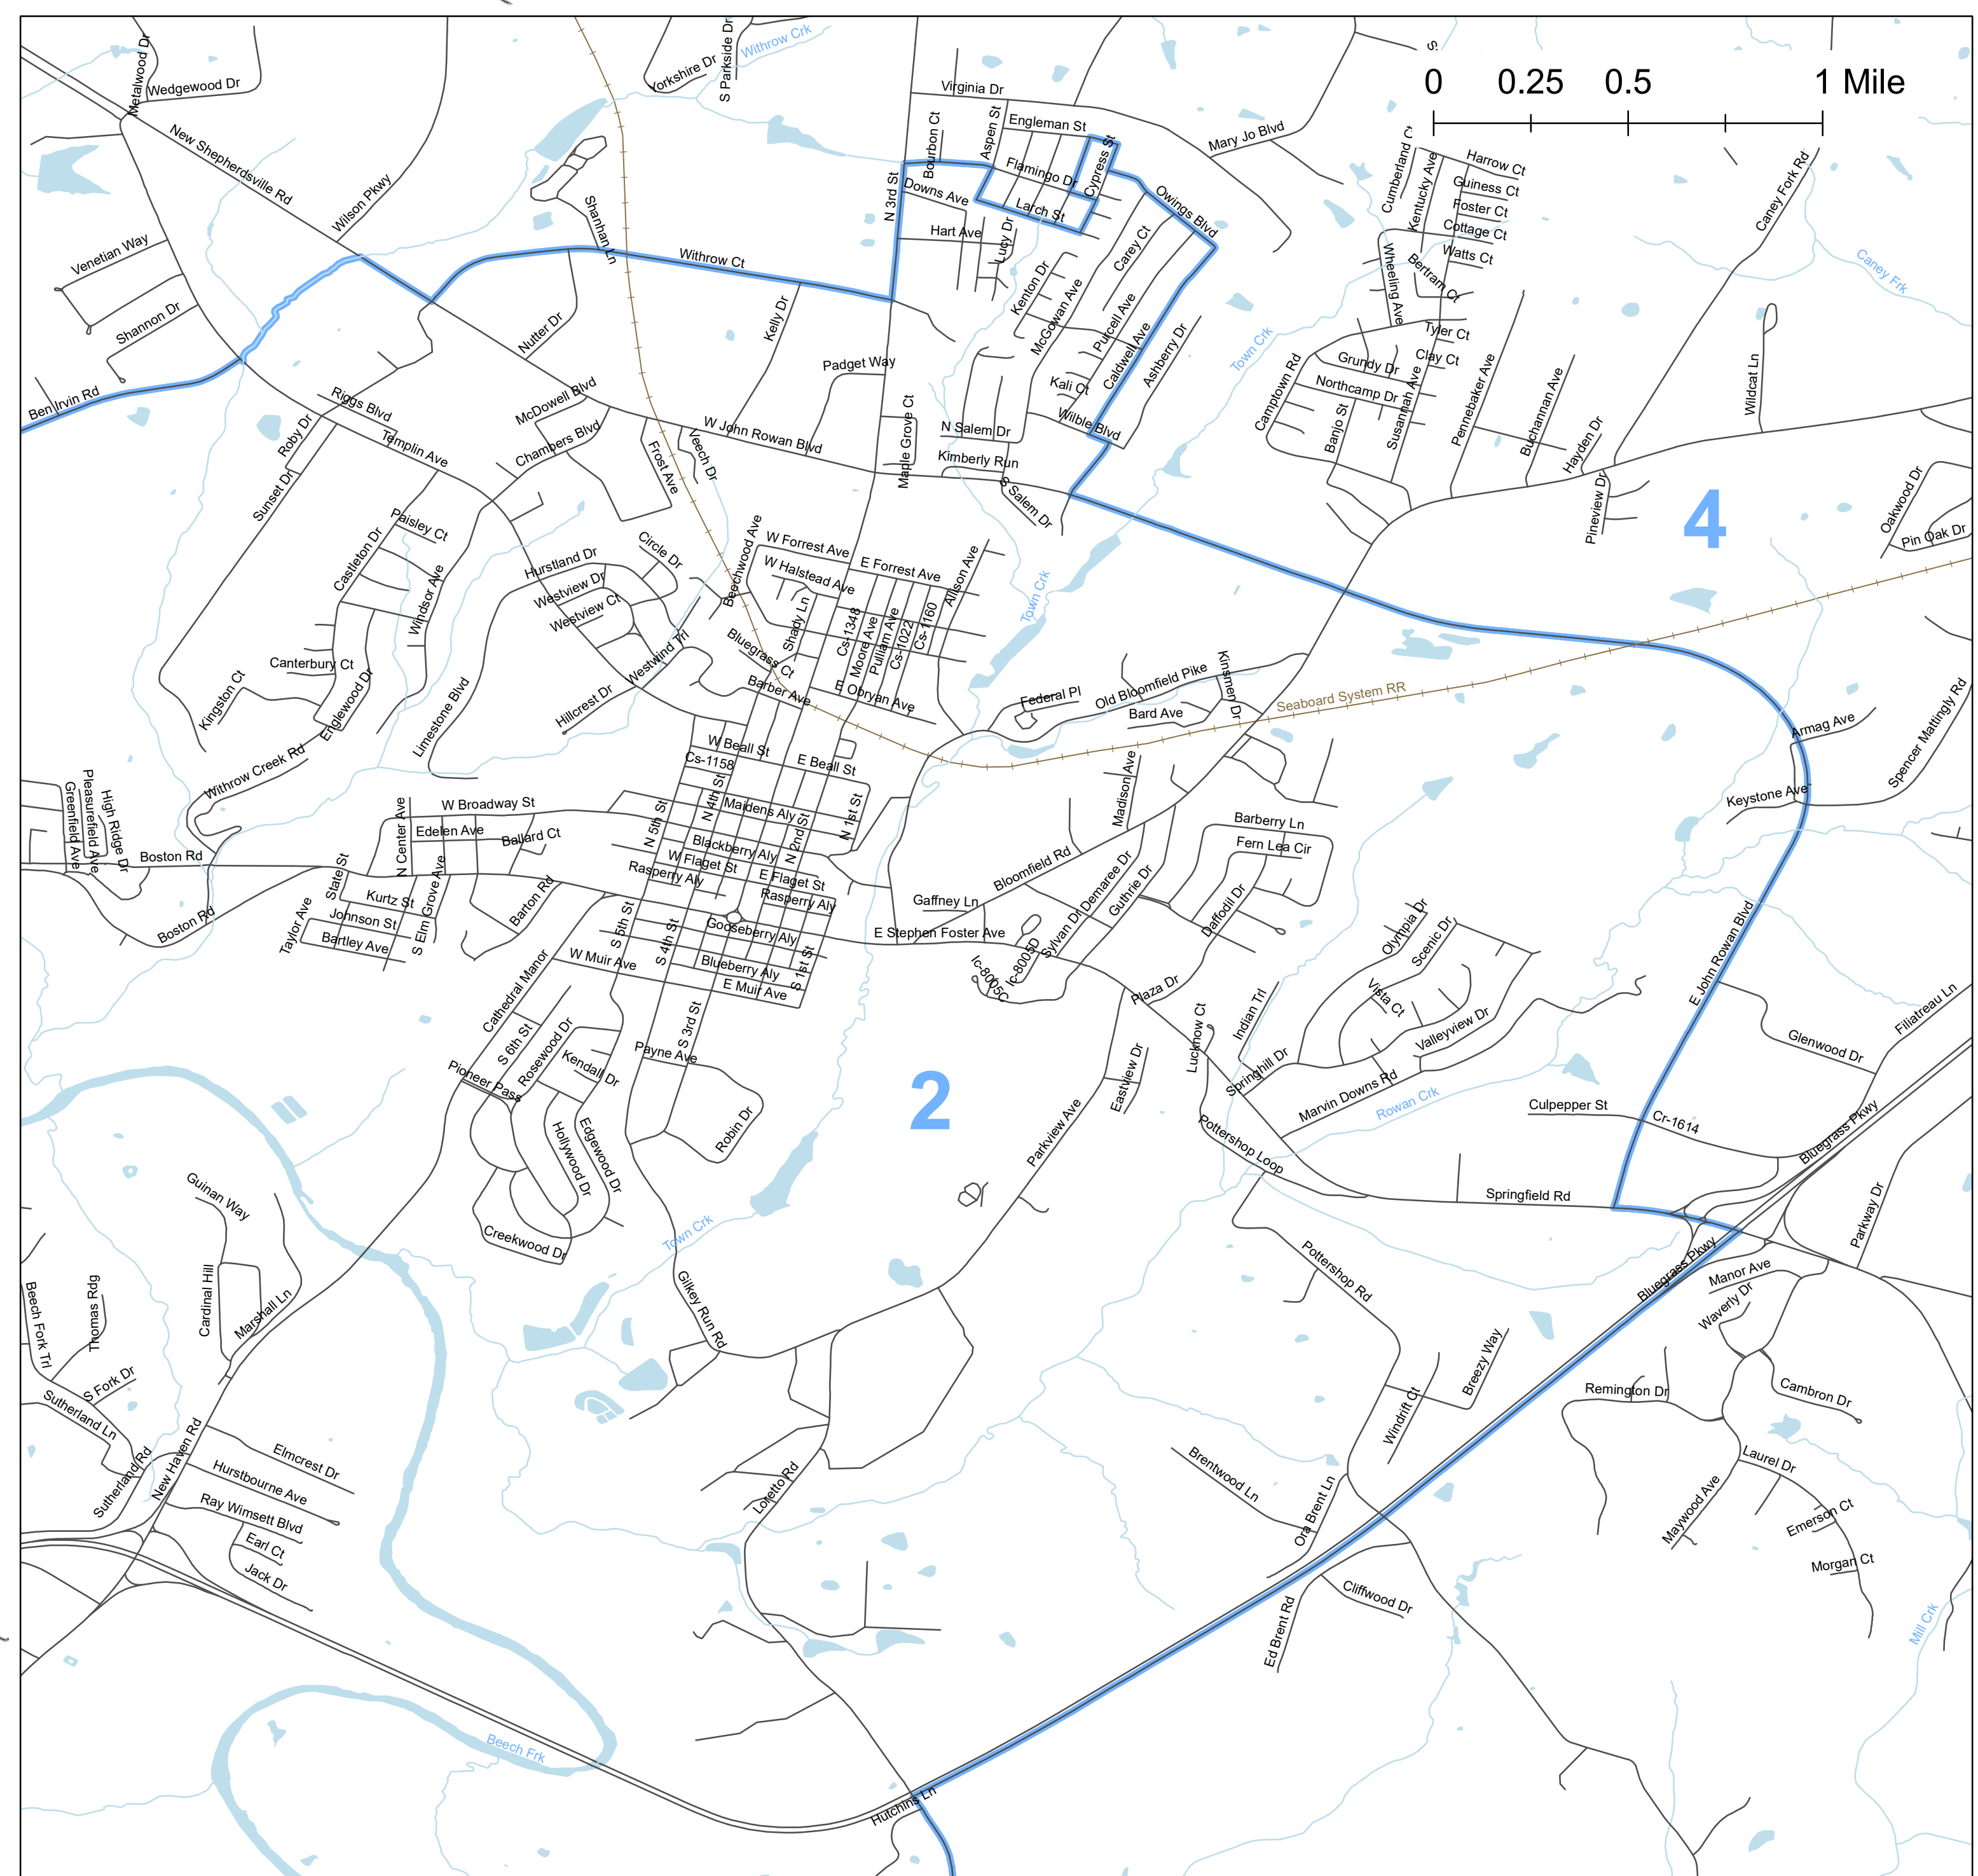 S Parkside Dr
Withrow Crk
Metalwood Dr
Wedgewood Dr
Yorkshire Dr
0 0.25 0.5 1 Mile
Virginia Dr
New Shepherdsville Rd
Wilson Pkwy
Bourbon Ct
Aspen St
Engleman St
Mary Jo Blvd
Flamingo Dr
Cypress St
Cumberland Ct
Kentucky Ave
Harrow Ct
Guiness Ct
Foster Ct
Cottage Ct
Watts Ct
Caney Fork Rd
Caney Frk
N 3rd St
Downs Ave
Larch St
Owings Blvd
Hart Ave
Lucy Dr
Carey Ct
Shanhan Ln
Withrow Ct
Venetian Way
Shannon Dr
Wheeling Ave
Bertram Ct
Kenton Dr
McGowan Ave
Purcell Ave
Caldwell Ave
Ashberry Dr
Town Crk
Nutter Dr
Kelly Dr
Padget Way
Tyler Ct
Clay Ct
Grundy Dr
Northcamp Dr
Camptown Rd
Susannah Ave
Pennebaker Ave
Buchannan Ave
Wildcat Ln
Ben Irvin Rd
Riggs Blvd
McDowell Blvd
Kali Ct
Wilble Blvd
Banjo St
Hayden Dr
Roby Dr
Templin Ave
Chambers Blvd
W John Rowan Blvd
Maple Grove Ct
N Salem Dr
Kimberly Run
S Salem Dr
Sunset Dr
Frost Ave
Veech Dr
Pineview Dr
4
Oakwood Dr
Pin Oak Dr
Paisley Ct
Castleton Dr
Windsor Ave
Hurstland Dr
Circle Dr
Westview Dr
Westview Ct
Beechwood Ave
W Forrest Ave
W Halstead Ave
E Forrest Ave
Allison Ave
Town Crk
Shady Ln
Cs-1348
Moore Ave
Pulliam Ave
Cs-1022
Cs-1160
Bluegrass Ct
Westwind Trl
Canterbury Ct
Kingston Ct
Englewood Dr
Limestone Blvd
Hillcrest Dr
Barber Ave
E Obryan Ave
Federal Pl
Old Bloomfield Pike
Kinsmen Dr
Bard Ave
Seaboard System RR
Armag Ave
Spencer Mattingly Rd
Keystone Ave
Withrow Creek Rd
W Beall St
E Beall St
Cs-1158
N 4th St
Maidens Aly
N 1st St
Madison Ave
Greenfield Ave
Pleasurefield Ave
High Ridge Dr
Boston Rd
N Center Ave
W Broadway St
Edelen Ave
Ballard Ct
N 5th St
Blackberry Aly
N 2nd St
W Flaget St
E Flaget St
Rasperry Aly
Rasperry Aly
Barberry Ln
Fern Lea Cir
Bloomfield Rd
State St
Kurtz St
Johnson St
Bartley Ave
Taylor Ave
S Elm Grove Ave
Barton Rd
Boston Rd
Gaffney Ln
E Stephen Foster Ave
Sylvan Dr
Demaree Dr
Guthrie Dr
Daffodil Dr
S 5th St
S 4th St
Gooseberry Aly
Blueberry Aly
W Muir Ave
E Muir Ave
S 1st St
Ic-8005C
Ic-8005D
Plaza Dr
Olympia Dr
Scenic Dr
Vista Ct
Valleyview Dr
E John Rowan Blvd
Cathedral Manor
S 6th St
Rosewood Dr
Kendall Dr
Pioneer Pass
Payne Ave
S 3rd St
2
Eastview Dr
Lucknow Ct
Indian Trl
Springhill Dr
Marvin Downs Rd
Rowan Crk
Glenwood Dr
Filiatreau Ln
Culpepper St
Cr-1614
Bluegrass Pkwy
Robin Dr
Hollywood Dr
Edgewood Dr
Creekwood Dr
Parkview Ave
Pottershop Loop
Springfield Rd
Parkway Dr
Guinan Way
Town Crk
Cardinal Hill
Marshall Ln
Beech Fork Trl
Thomas Rdg
Gilkey Run Rd
Pottershop Rd
Bluegrass Pkwy
Manor Ave
Waverly Dr
S Fork Dr
Sutherland Ln
Breezy Way
Windrift Ct
Remington Dr
Cambron Dr
Sutherland Rd
New Haven Rd
Elmcrest Dr
Hurstbourne Ave
Ray Wimsett Blvd
Earl Ct
Jack Dr
Loretto Rd
Brentwood Ln
Ora Brent Ln
Laurel Dr
Maywood Ave
Emerson Ct
Morgan Ct
Cliffwood Dr
Ed Brent Rd
Mill Crk
Beech Frk
Hutchins Ln